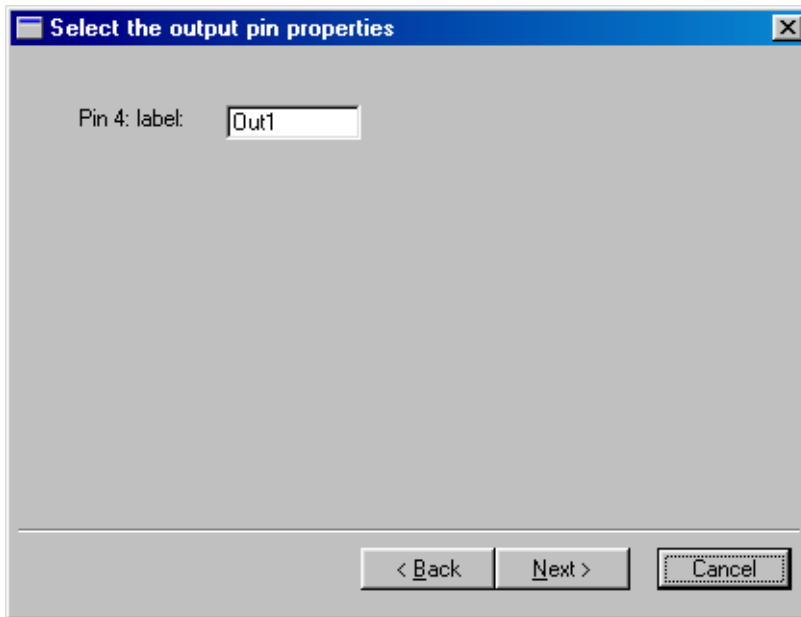 Select the output pin properties
Pin 4: label: Out1
< Back Next > Cancel